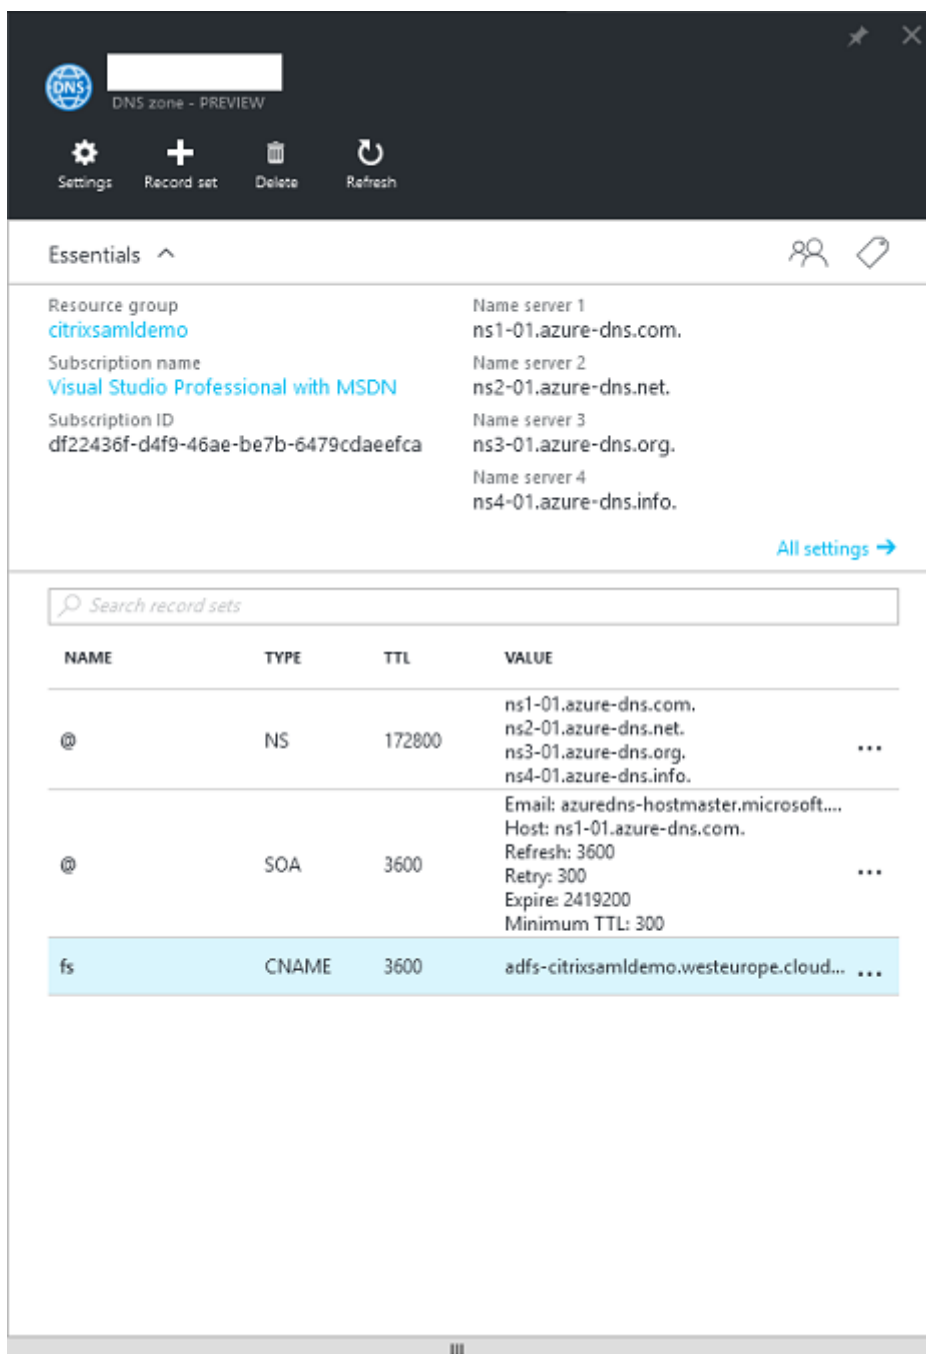 DNS
DNS zone - PREVIEW
Settings
Record set
Delete
Refresh
Essentials
Resource group
citrixsamldemo
Subscription name
Visual Studio Professional with MSDN
Subscription ID
df22436f-d4f9-46ae-be7b-6479cdaeefca
Name server 1
ns1-01.azure-dns.com.
Name server 2
ns2-01.azure-dns.net.
Name server 3
ns3-01.azure-dns.org.
Name server 4
ns4-01.azure-dns.info.
All settings
Search record sets
NAME TYPE TTL VALUE
@ NS 172800
ns1-01.azure-dns.com.
ns2-01.azure-dns.net.
ns3-01.azure-dns.org.
ns4-01.azure-dns.info.
...
@ SOA 3600
Email: azuredns-hostmaster.microsoft....
Host: ns1-01.azure-dns.com.
Refresh: 3600
Retry: 300
Expire: 2419200
Minimum TTL: 300
...
fs CNAME 3600 adfs-citrixsamldemo.westeurope.cloud... ...